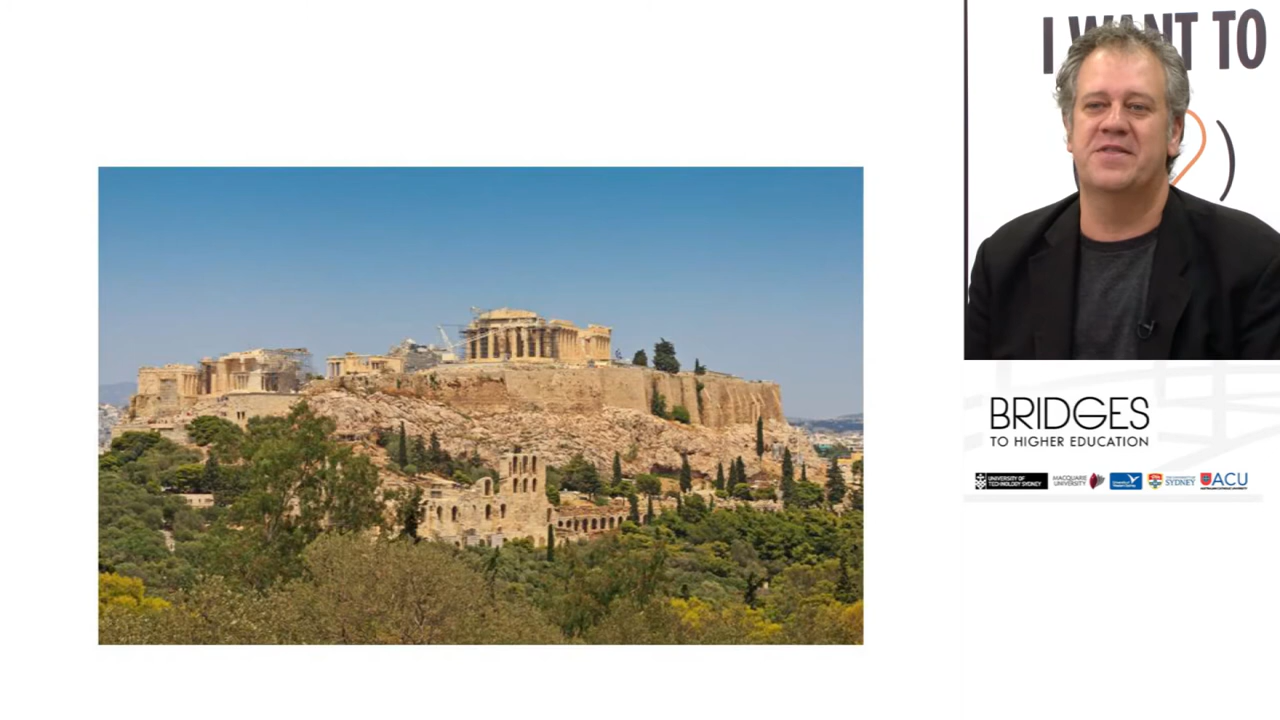 I WANT TO
BRIDGES
TO HIGHER EDUCATION
UNIVERSITY OF
TECHNOLOGY SYDNEY
MACQUARIE
UNIVERSITY
SYDNEY
ACU